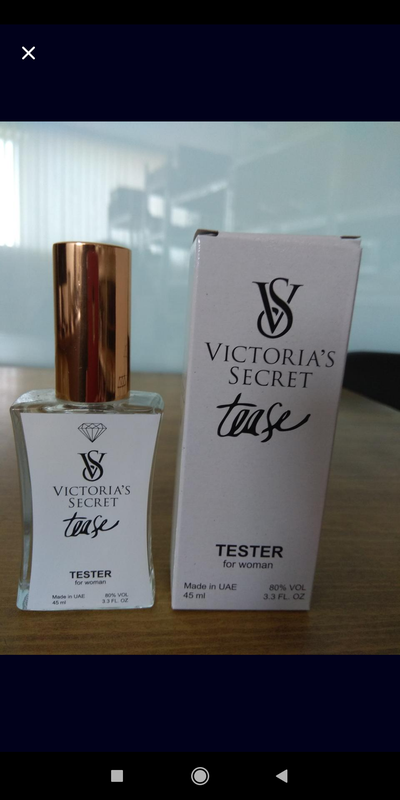 VS
VICTORIA'S
SECRET
tease
TESTER
for woman
Made in UAE 80% VOL
45 ml 3.3 FL. OZ
VS
VICTORIA'S
SECRET
tease
TESTER
for woman
Made in UAE 80% VOL
45 ml 3.3 FL. OZ